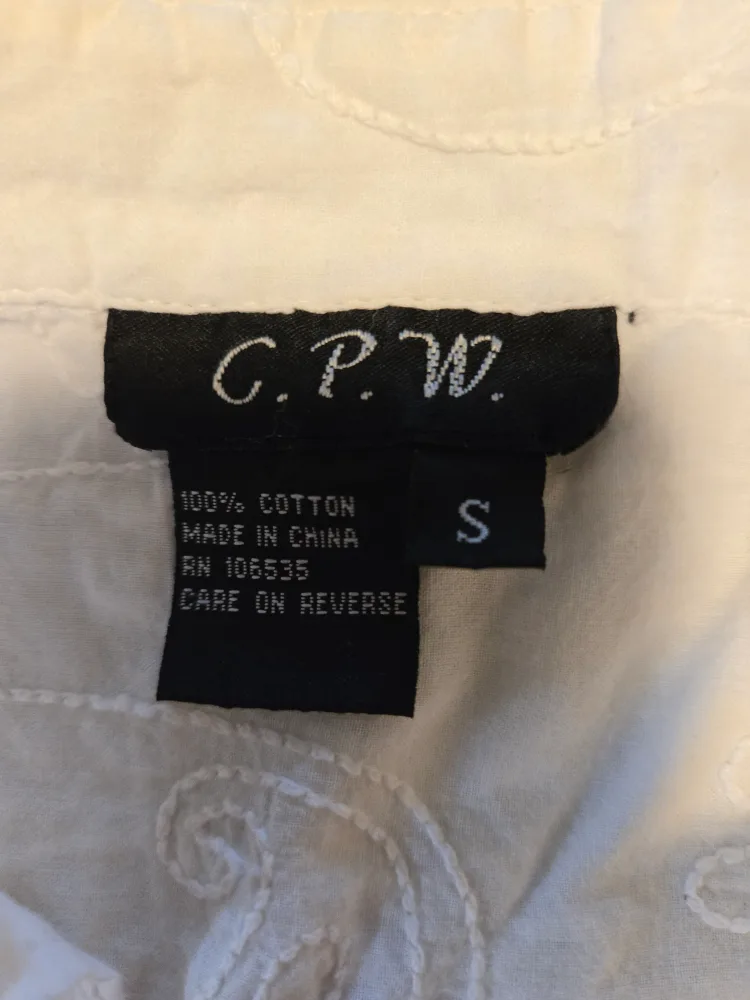 C. P. W.
S
100% COTTON
MADE IN CHINA
RN 106535
CARE ON REVERSE